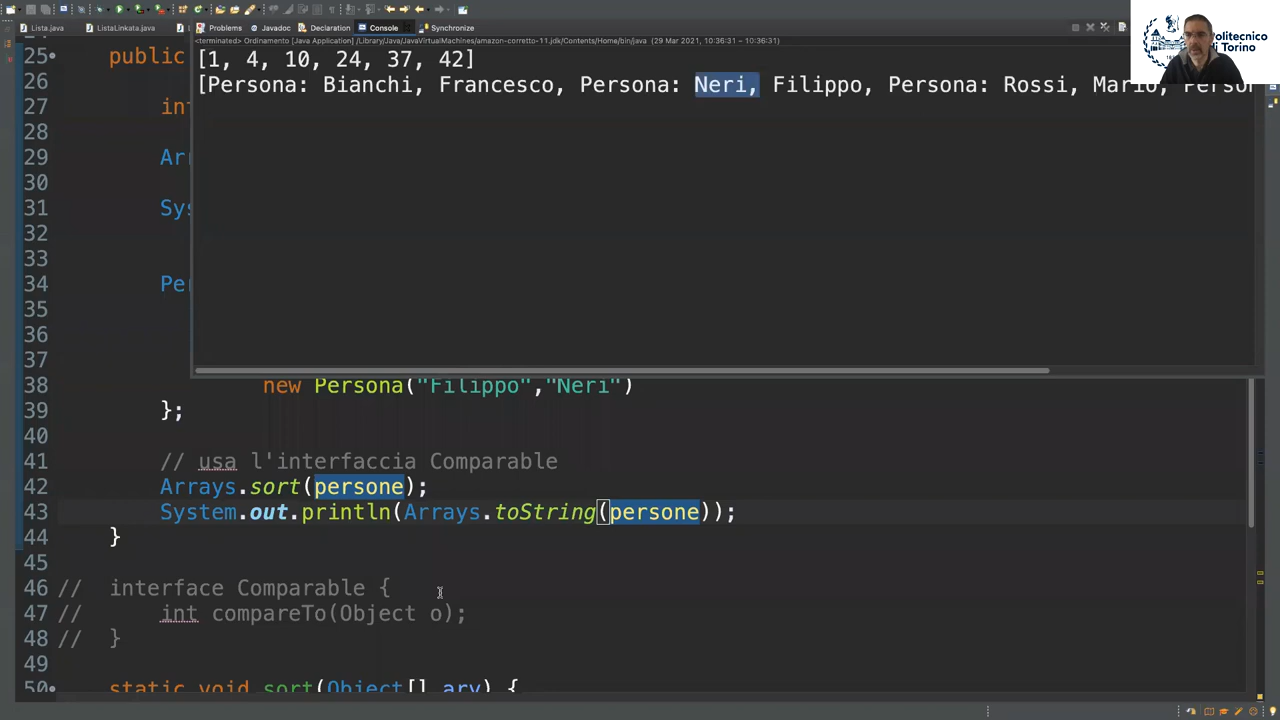 Lista.java ListaLinkata.java
Problems Javadoc Declaration Console Synchronize
<terminated> Ordinamento [Java Application] /Library/Java/JavaVirtualMachines/amazon-corretto-11.jdk/Contents/Home/bin/java (29 Mar 2021, 10:36:31 – 10:36:31)
Politecnico
di Torino
[1, 4, 10, 24, 37, 42]
[Persona: Bianchi, Francesco, Persona: Neri, Filippo, Persona: Rossi, Mario, Person
25 public
26
27 in
28
29 Ar
30
31 Sy
32
33
34 Pe
35
36
37
38 new Persona("Filippo","Neri")
39 };
40
41 // usa l'interfaccia Comparable
42 Arrays.sort(persone);
43 System.out.println(Arrays.toString(persone));
44 }
45
46 // interface Comparable {
47 // int compareTo(Object o);
48 // }
49
50 static void sort(Object[] ary) {